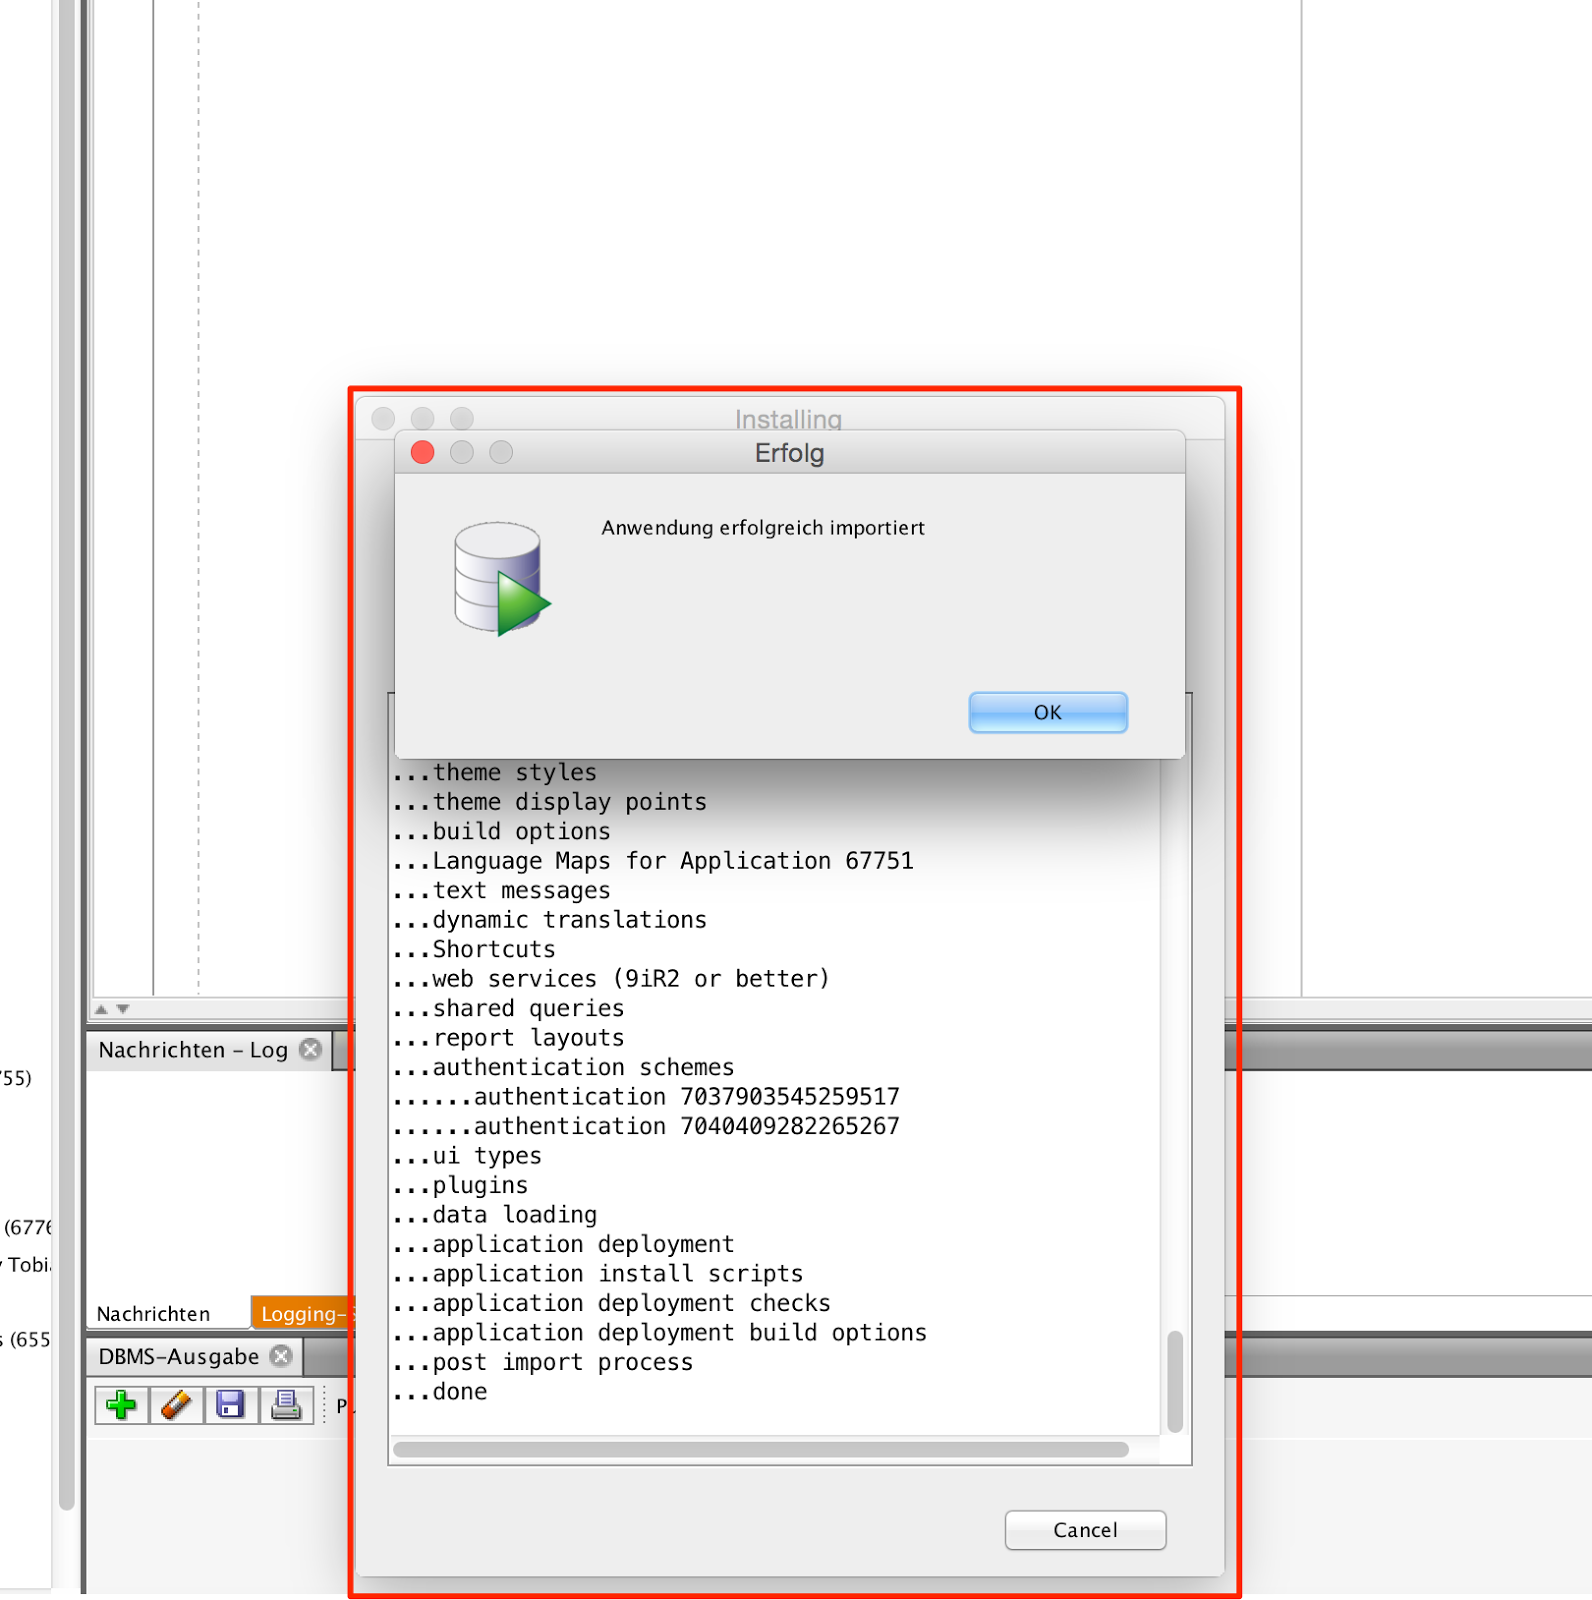 Installing
Erfolg
Anwendung erfolgreich importiert
OK
...theme styles
...theme display points
...build options
...Language Maps for Application 67751
...text messages
...dynamic translations
...Shortcuts
...web services (9iR2 or better)
...shared queries
...report layouts
...authentication schemes
......authentication 7037903545259517
......authentication 7040409282265267
...ui types
...plugins
...data loading
...application deployment
...application install scripts
...application deployment checks
...application deployment build options
...post import process
...done
Cancel
Nachrichten - Log
55)
(6776
Tobia
Nachrichten
Logging-
(655
DBMS-Ausgabe